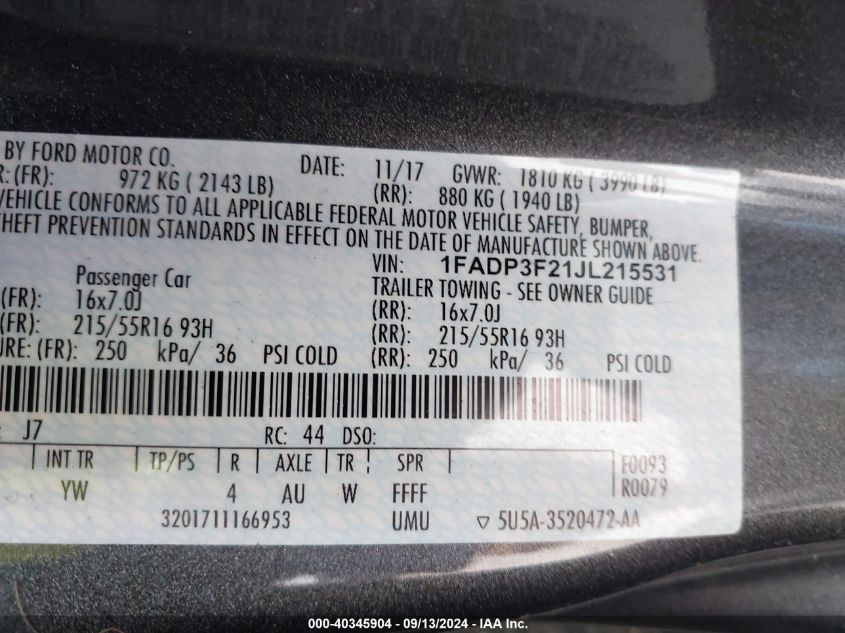 BY FORD MOTOR CO. DATE: 11/17 GVWR: 1810 KG ( 3990 LB)
R: (FR): 972 KG ( 2143 LB) (RR): 880 KG ( 1940 LB)
VEHICLE CONFORMS TO ALL APPLICABLE FEDERAL MOTOR VEHICLE SAFETY, BUMPER,
THEFT PREVENTION STANDARDS IN EFFECT ON THE DATE OF MANUFACTURE SHOWN ABOVE.
VIN: 1FADP3F21JL215531
Passenger Car TRAILER TOWING - SEE OWNER GUIDE
(FR): 16x7.0J (RR): 16x7.0J
(FR): 215/55R16 93H (RR): 215/55R16 93H
URE: (FR): 250 kPa/ 36 PSI COLD (RR): 250 kPa/ 36 PSI COLD
: J7 RC: 44 DSO:
INT TR TP/PS R AXLE TR SPR F0093
YW 4 AU W FFFF R0079
3201711166953 UMU ▽ 5U5A-3520472-AA
000-40345904 - 09/13/2024 - IAA Inc.